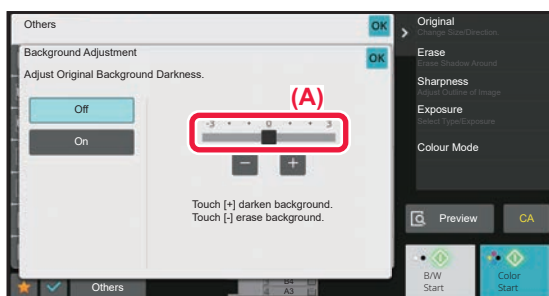 Others
OK
Background Adjustment
OK
Adjust Original Background Darkness.
Off
On
(A)
-3 • • 0 • • 3
−
+
Touch [+] darken background.
Touch [-] erase background.
Original
Change Size/Direction.
Erase
Erase Shadow Around
Sharpness
Adjust Outline of Image
Exposure
Select Type/Exposure
Colour Mode
Preview
CA
B/W
Start
Color
Start
Others
B4
A3